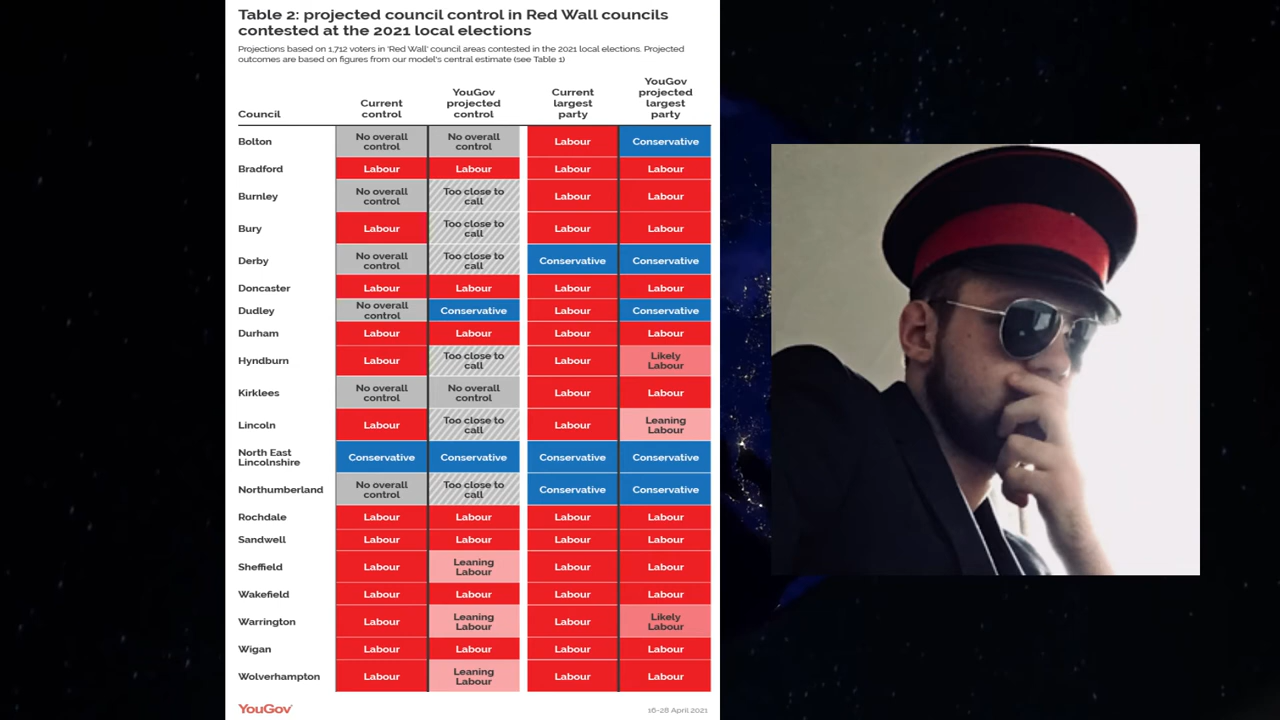 Table 2: projected council control in Red Wall councils
contested at the 2021 local elections
Projections based on 1,712 voters in 'Red Wall' council areas contested in the 2021 local elections. Projected
outcomes are based on figures from our model's central estimate (see Table 1)
Council
Current
control
YouGov
projected
control
Current
largest
party
YouGov
projected
largest
party
Bolton
No overall
control
No overall
control
Labour
Conservative
Bradford
Labour
Labour
Labour
Labour
Burnley
No overall
control
Too close to
call
Labour
Labour
Bury
Labour
Too close to
call
Labour
Labour
Derby
No overall
control
Too close to
call
Conservative
Conservative
Doncaster
Labour
Labour
Labour
Labour
Dudley
No overall
control
Conservative
Labour
Conservative
Durham
Labour
Labour
Labour
Labour
Hyndburn
Labour
Too close to
call
Labour
Likely
Labour
Kirklees
No overall
control
No overall
control
Labour
Labour
Lincoln
Labour
Too close to
call
Labour
Leaning
Labour
North East
Lincolnshire
Conservative
Conservative
Conservative
Conservative
Northumberland
No overall
control
Too close to
call
Conservative
Conservative
Rochdale
Labour
Labour
Labour
Labour
Sandwell
Labour
Labour
Labour
Labour
Sheffield
Labour
Leaning
Labour
Labour
Labour
Wakefield
Labour
Labour
Labour
Labour
Warrington
Labour
Leaning
Labour
Labour
Likely
Labour
Wigan
Labour
Labour
Labour
Labour
Wolverhampton
Labour
Leaning
Labour
Labour
Labour
YouGov
16-28 April 2021